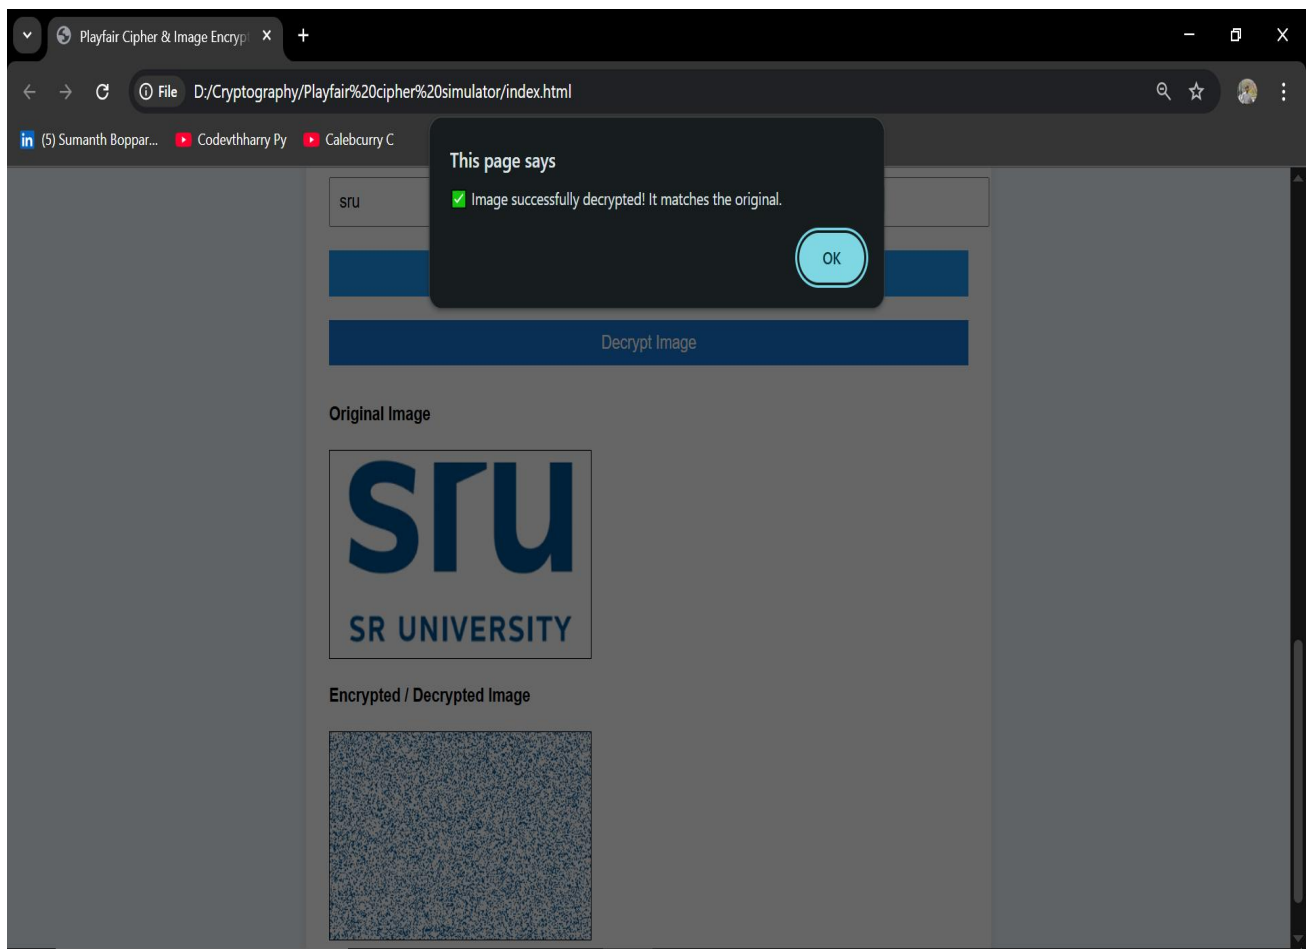 Playfair Cipher & Image Encryp
File D:/Cryptography/Playfair%20cipher%20simulator/index.html
in (5) Sumanth Boppar... Codevthharry Py Calebcurry C
This page says
✅ Image successfully decrypted! It matches the original.
sru
OK
Decrypt Image
Original Image
sru
SR UNIVERSITY
Encrypted / Decrypted Image